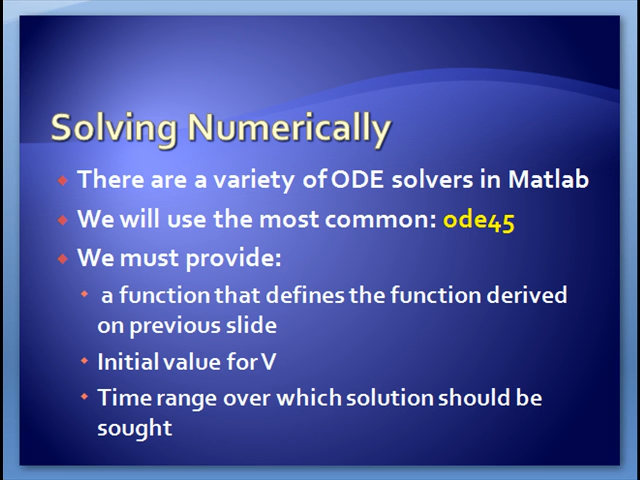 Solving Numerically
There are a variety of ODE solvers in Matlab
We will use the most common: ode45
We must provide:
a function that defines the function derived
on previous slide
Initial value for V
Time range over which solution should be
sought